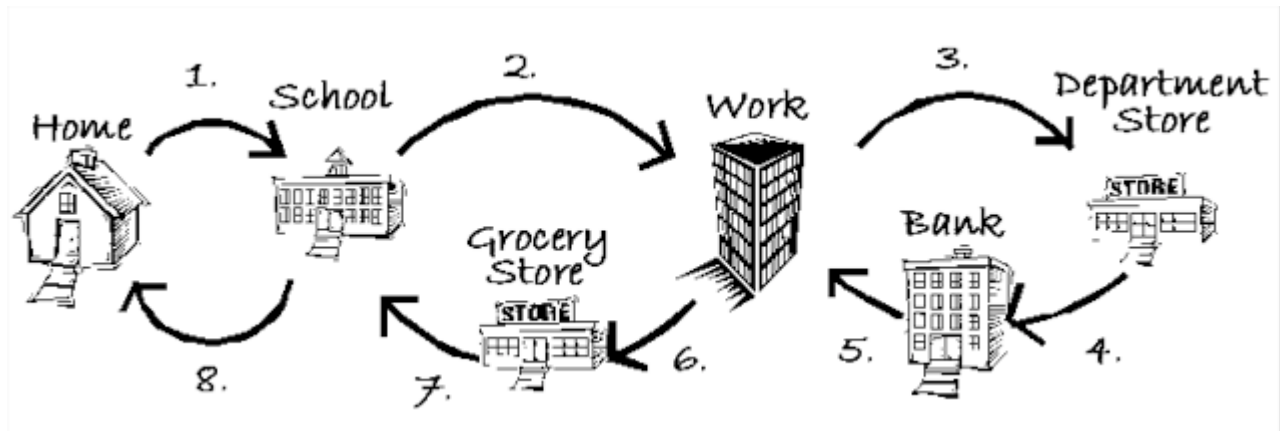 1.
2.
3.
School
Department
Store
Home
Work
STORE
Grocery
Store
Bank
STORE
8.
7.
6.
5.
4.